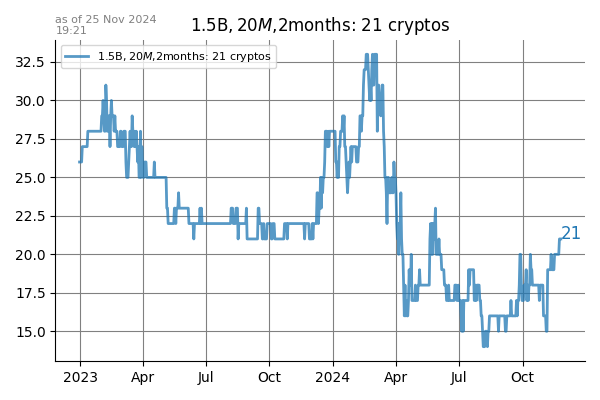 as of 25 Nov 2024
19:21
1.5B, 20M,2months: 21 cryptos
1.5B, 20M,2months: 21 cryptos
32.5
30.0
27.5
25.0
22.5
20.0
17.5
15.0
21
2023 Apr Jul Oct 2024 Apr Jul Oct